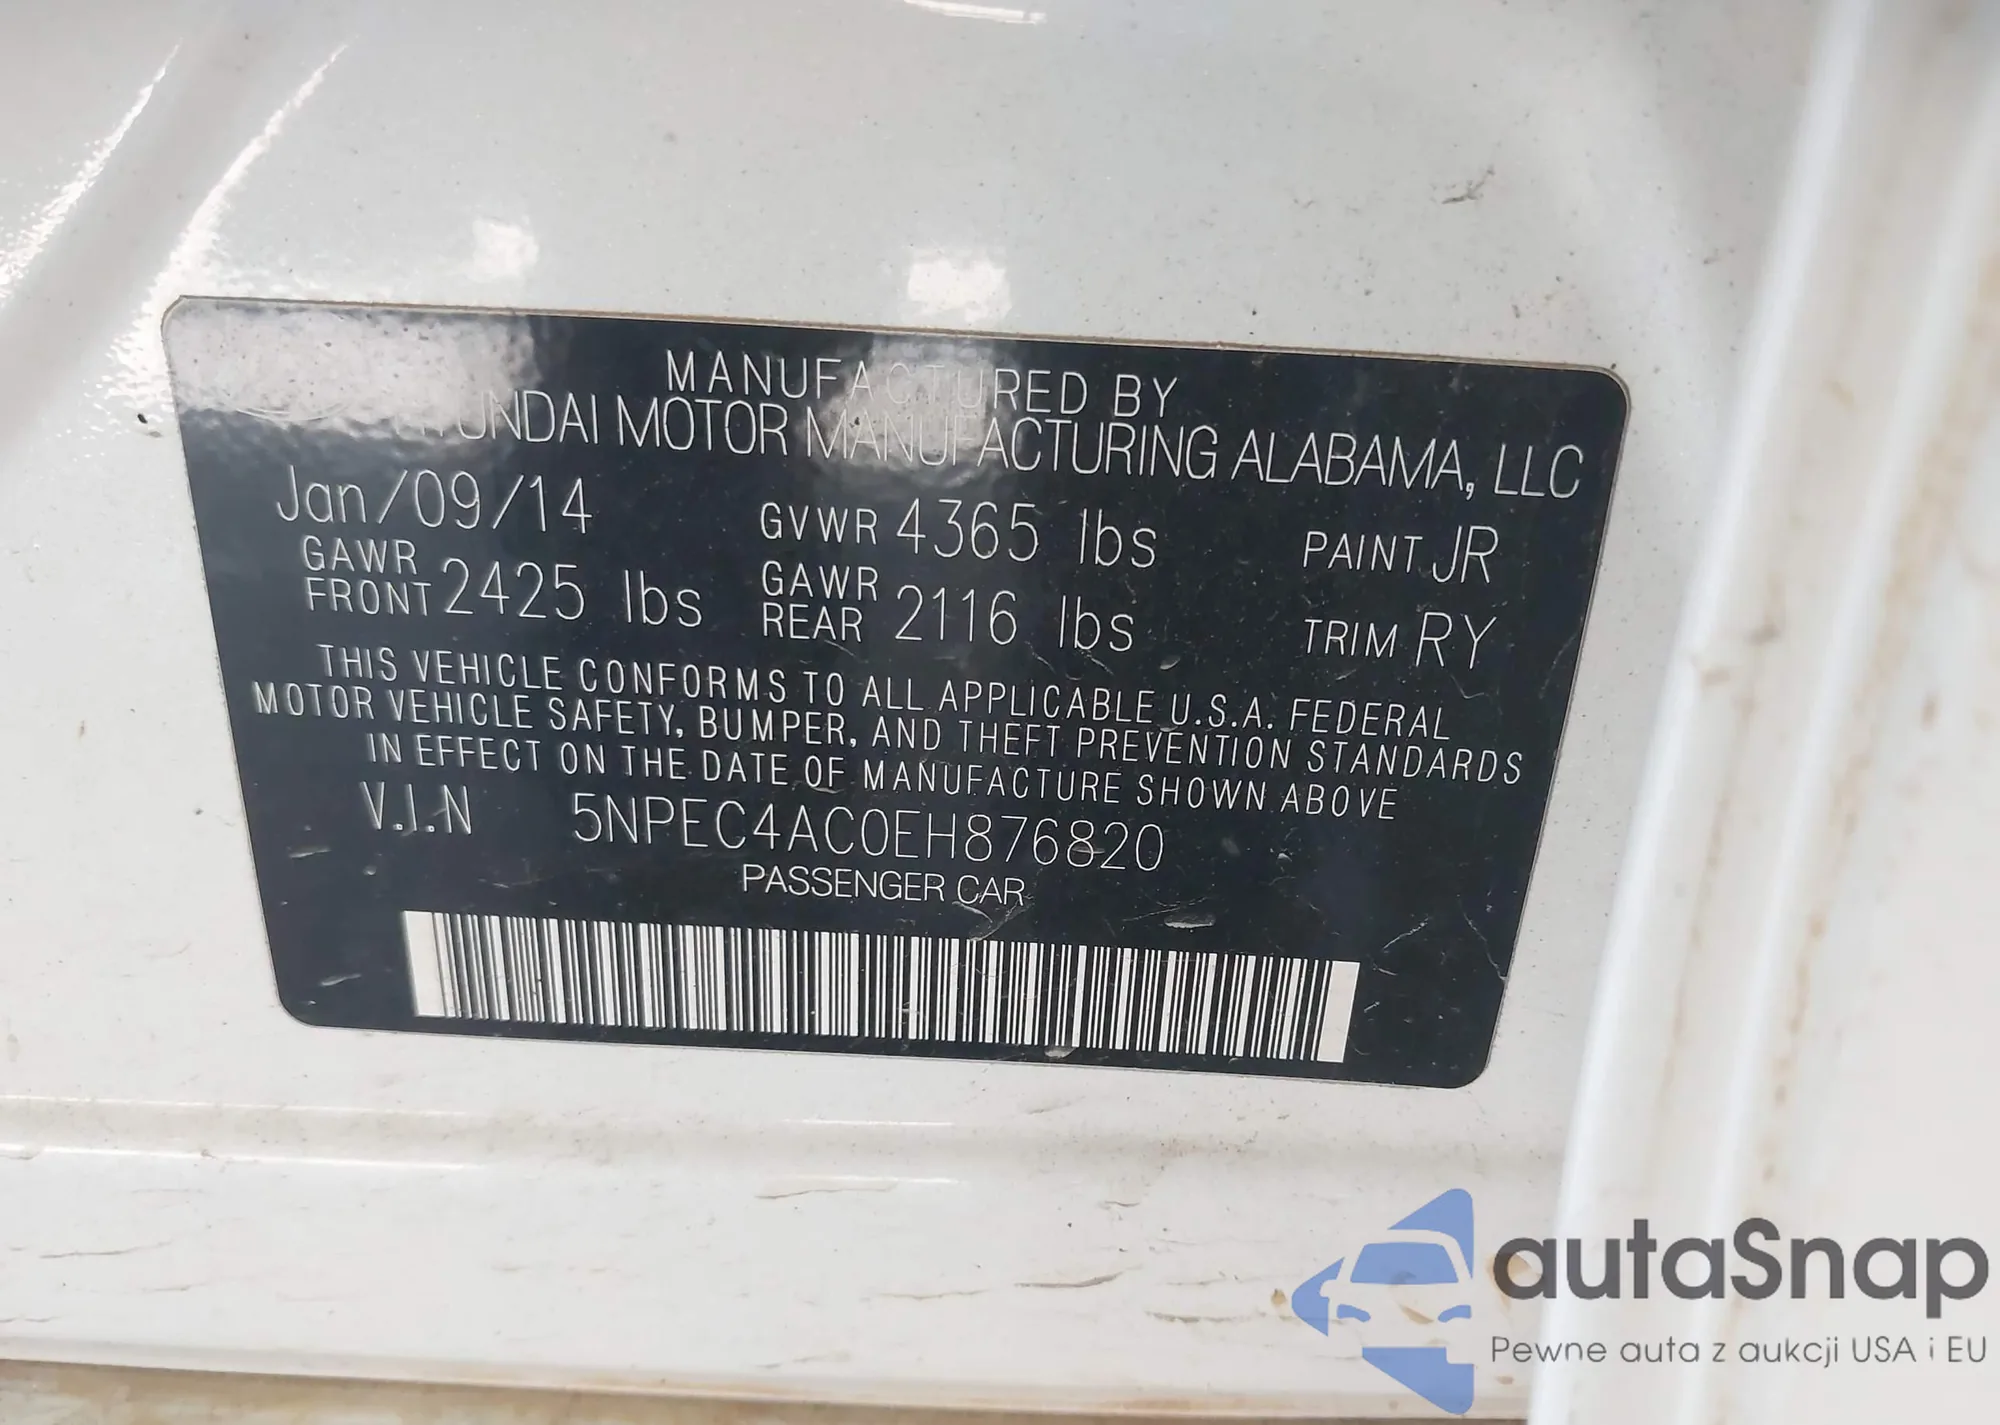 MANUFACTURED BY
HYUNDAI MOTOR MANUFACTURING ALABAMA, LLC
Jan/09/14 GVWR 4365 lbs PAINT JR
GAWR FRONT 2425 lbs GAWR REAR 2116 lbs TRIM RY
THIS VEHICLE CONFORMS TO ALL APPLICABLE U.S.A. FEDERAL
MOTOR VEHICLE SAFETY, BUMPER, AND THEFT PREVENTION STANDARDS
IN EFFECT ON THE DATE OF MANUFACTURE SHOWN ABOVE
V.I.N 5NPEC4AC0EH876820
PASSENGER CAR
autaSnap
Pewne auta z aukcji USA i EU